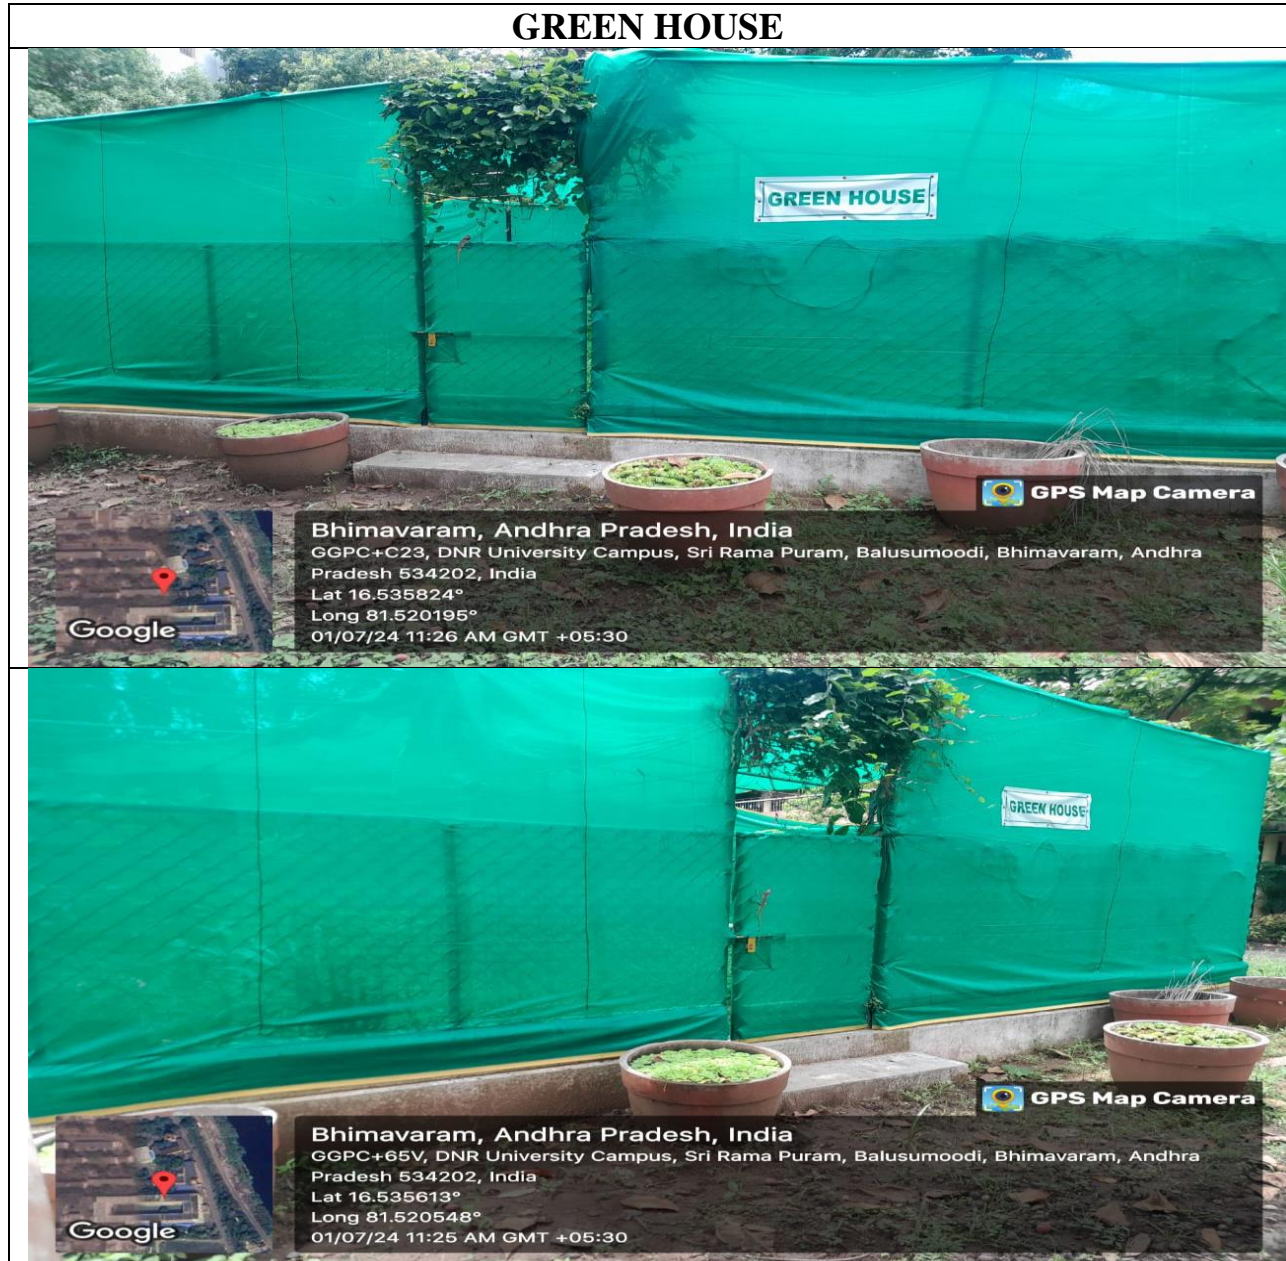 GREEN HOUSE
GREEN HOUSE
GPS Map Camera
Bhimavaram, Andhra Pradesh, India
GGPC+C23, DNR University Campus, Sri Rama Puram, Balusumoodi, Bhimavaram, Andhra
Pradesh 534202, India
Lat 16.535824°
Long 81.520195°
01/07/24 11:26 AM GMT +05:30
Google
GREEN HOUSE
GPS Map Camera
Bhimavaram, Andhra Pradesh, India
GGPC+65V, DNR University Campus, Sri Rama Puram, Balusumoodi, Bhimavaram, Andhra
Pradesh 534202, India
Lat 16.535613°
Long 81.520548°
01/07/24 11:25 AM GMT +05:30
Google